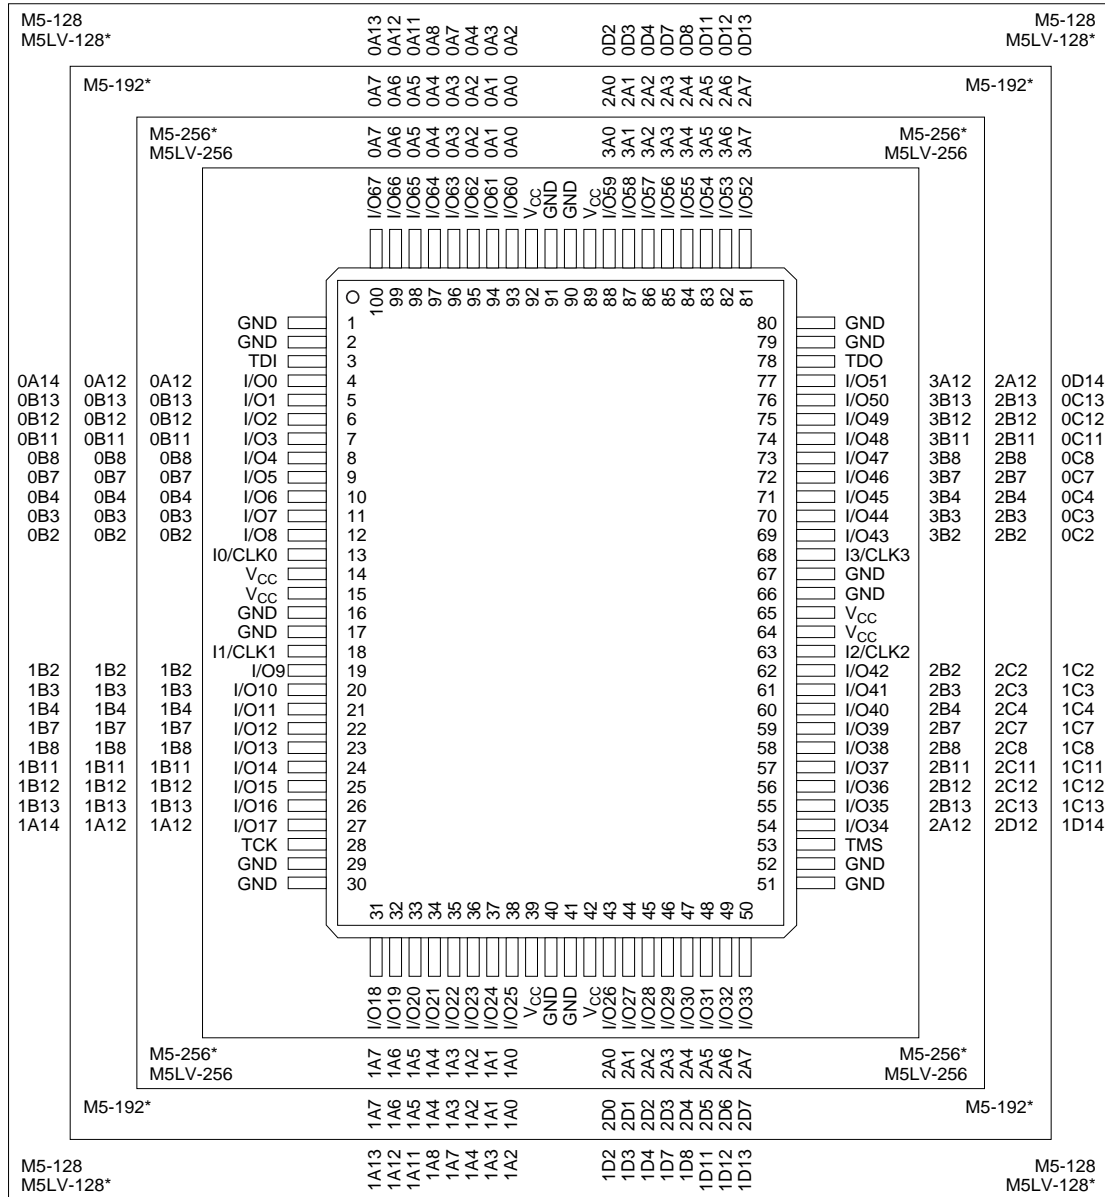 M5-128 M5-128
M5LV-128* M5LV-128*
0A13 0A12 0A11 0A8 0A7 0A4 0A3 0A2 0D2 0D3 0D4 0D7 0D8 0D11 0D12 0D13
M5-192* M5-192*
0A7 0A6 0A5 0A4 0A3 0A2 0A1 0A0 2A0 2A1 2A2 2A3 2A4 2A5 2A6 2A7
M5-256* M5-256*
M5LV-256 M5LV-256
0A7 0A6 0A5 0A4 0A3 0A2 0A1 0A0 3A0 3A1 3A2 3A3 3A4 3A5 3A6 3A7
I/O67 I/O66 I/O65 I/O64 I/O63 I/O62 I/O61 I/O60 VCC GND GND VCC I/O59 I/O58 I/O57 I/O56 I/O55 I/O54 I/O53 I/O52
100 99 98 97 96 95 94 93 92 91 90 89 88 87 86 85 84 83 82 81
GND 1 80 GND
GND 2 79 GND
TDI 3 78 TDO
0A14 0A12 0A12 I/O0 4 77 I/O51 3A12 2A12 0D14
0B13 0B13 0B13 I/O1 5 76 I/O50 3B13 2B13 0C13
0B12 0B12 0B12 I/O2 6 75 I/O49 3B12 2B12 0C12
0B11 0B11 0B11 I/O3 7 74 I/O48 3B11 2B11 0C11
0B8 0B8 0B8 I/O4 8 73 I/O47 3B8 2B8 0C8
0B7 0B7 0B7 I/O5 9 72 I/O46 3B7 2B7 0C7
0B4 0B4 0B4 I/O6 10 71 I/O45 3B4 2B4 0C4
0B3 0B3 0B3 I/O7 11 70 I/O44 3B3 2B3 0C3
0B2 0B2 0B2 I/O8 12 69 I/O43 3B2 2B2 0C2
I0/CLK0 13 68 I3/CLK3
VCC 14 67 GND
VCC 15 66 GND
GND 16 65 VCC
GND 17 64 VCC
I1/CLK1 18 63 I2/CLK2
1B2 1B2 1B2 I/O9 19 62 I/O42 2B2 2C2 1C2
1B3 1B3 1B3 I/O10 20 61 I/O41 2B3 2C3 1C3
1B4 1B4 1B4 I/O11 21 60 I/O40 2B4 2C4 1C4
1B7 1B7 1B7 I/O12 22 59 I/O39 2B7 2C7 1C7
1B8 1B8 1B8 I/O13 23 58 I/O38 2B8 2C8 1C8
1B11 1B11 1B11 I/O14 24 57 I/O37 2B11 2C11 1C11
1B12 1B12 1B12 I/O15 25 56 I/O36 2B12 2C12 1C12
1B13 1B13 1B13 I/O16 26 55 I/O35 2B13 2C13 1C13
1A14 1A12 1A12 I/O17 27 54 I/O34 2A12 2D12 1D14
TCK 28 53 TMS
GND 29 52 GND
GND 30 51 GND
31 32 33 34 35 36 37 38 39 40 41 42 43 44 45 46 47 48 49 50
I/O18 I/O19 I/O20 I/O21 I/O22 I/O23 I/O24 I/O25 VCC GND GND VCC I/O26 I/O27 I/O28 I/O29 I/O30 I/O31 I/O32 I/O33
M5-256* M5-256*
M5LV-256 M5LV-256
1A7 1A6 1A5 1A4 1A3 1A2 1A1 1A0 2A0 2A1 2A2 2A3 2A4 2A5 2A6 2A7
M5-192* M5-192*
1A7 1A6 1A5 1A4 1A3 1A2 1A1 1A0 2D0 2D1 2D2 2D3 2D4 2D5 2D6 2D7
M5-128 M5-128
M5LV-128* M5LV-128*
1A13 1A12 1A11 1A8 1A7 1A4 1A3 1A2 1D2 1D3 1D4 1D7 1D8 1D11 1D12 1D13